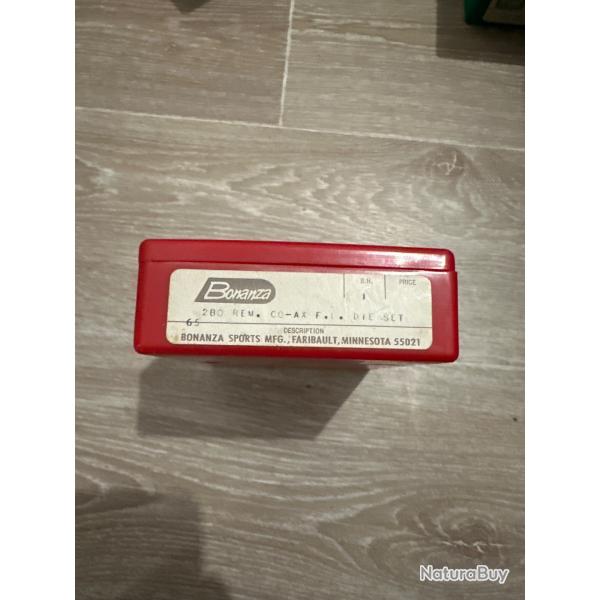 Bonanza
B.H. PRICE
1
280 REM. CO-AX F.L. DIE SET
65
DESCRIPTION
BONANZA SPORTS MFG., FARIBAULT, MINNESOTA 55021
NaturaBuy